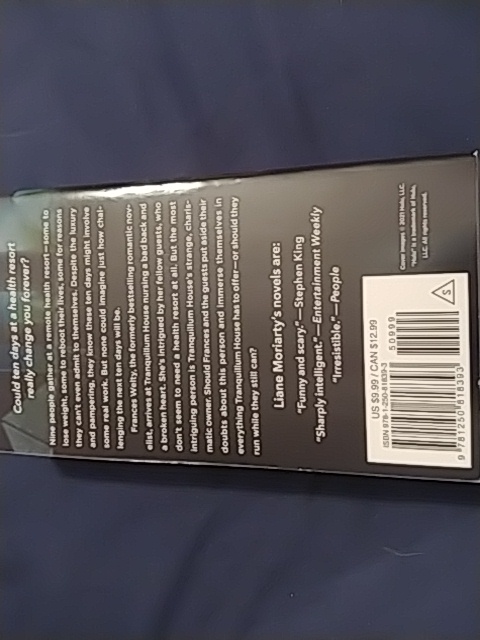 Could ten days at a health resort
really change you forever?
Nine people gather at a remote health resort—some to
lose weight, some to reboot their lives, some for reasons
they can't even admit to themselves. Despite the luxury
and pampering, they know these ten days might involve
some real work. But none could imagine just how chal-
lenging the next ten days will be.
Frances Welty, the formerly bestselling romantic nov-
elist, arrives at Tranquillum House nursing a bad back and
a broken heart. She's intrigued by her fellow guests, who
don't seem to need a health resort at all. But the most
intriguing person is Tranquillum House's strange, charis-
matic owner. Should Frances and the guests put aside their
doubts about this person and immerse themselves in
everything Tranquillum House has to offer—or should they
run while they still can?
Liane Moriarty's novels are:
"Funny and scary."—Stephen King
"Sharply intelligent."—Entertainment Weekly
"Irresistible."—People
US $9.99 / CAN $12.99
ISBN 978-1-250-81839-3
50999
9 781250 818393
S
Cover images © 2021 Hulu, LLC.
"Hulu" is a trademark of Hulu,
LLC. All rights reserved.